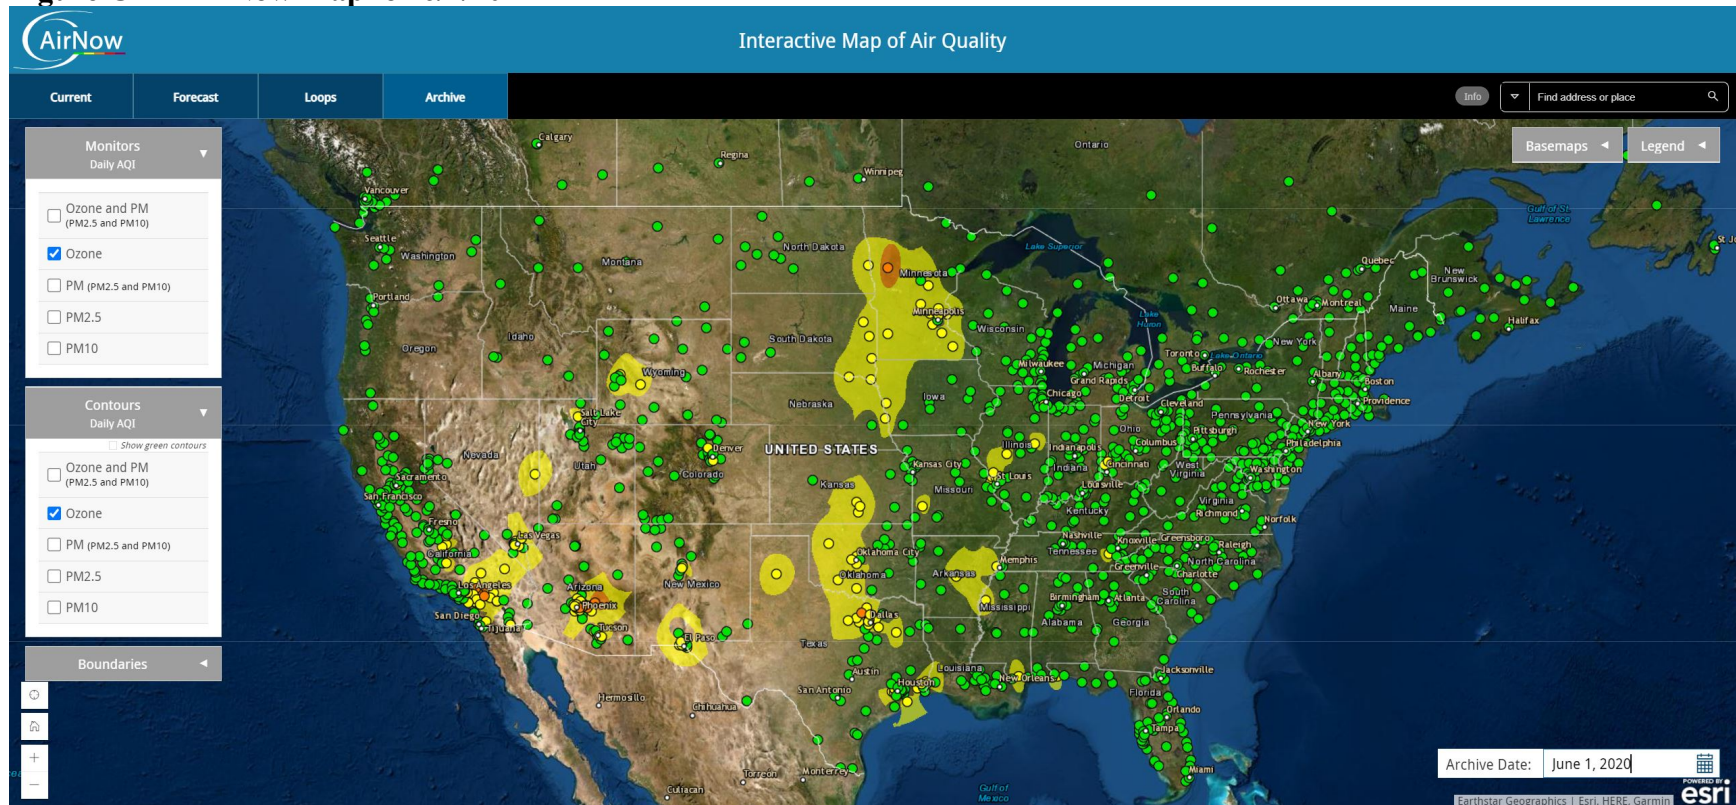 AirNow
Interactive Map of Air Quality
Current
Forecast
Loops
Archive
Info
Find address or place
Monitors
Daily AQI
Ozone and PM
(PM2.5 and PM10)
Ozone
PM (PM2.5 and PM10)
PM2.5
PM10
Contours
Daily AQI
Show green contours
Ozone and PM
(PM2.5 and PM10)
Ozone
PM (PM2.5 and PM10)
PM2.5
PM10
Boundaries
Basemaps
Legend
Calgary
Regina
Winnipeg
Ontario
Vancouver
Gulf of St.
Lawrence
St. Jo
Seattle
Washington
Montana
North Dakota
Minnesota
Lake Superior
Quebec
New
Brunswick
Portland
Ottawa
Montreal
Maine
Halifax
Minneapolis
Lake
Huron
Oregon
Idaho
South Dakota
Wisconsin
Toronto
Lake Ontario
New York
Wyoming
Milwaukee
Michigan
Grand Rapids
Buffalo
Rochester
Albany
Boston
Nebraska
Iowa
Chicago
Detroit
Cleveland
Providence
Salt Lake
City
Pennsylvania
New York
Ohio
Pittsburgh
Philadelphia
Nevada
Utah
Denver
Colorado
UNITED STATES
Illinois
Indianapolis
Columbus
Sacramento
San Francisco
Kansas
Kansas City
Missouri
St Louis
Indiana
Cincinnati
West
Virginia
Washington
Louisville
Kentucky
Virginia
Richmond
Norfolk
Fresno
Las Vegas
California
Los Angeles
Arizona
Phoenix
New Mexico
Oklahoma City
Oklahoma
Arkansas
Memphis
Nashville
Tennessee
Knoxville
Greensboro
Raleigh
North Carolina
Greenville
Charlotte
San Diego
Tijuana
Tucson
El Paso
Dallas
Texas
Mississippi
Birmingham
Alabama
Atlanta
Georgia
South
Carolina
Austin
San Antonio
Houston
Louisiana
New Orleans
Jacksonville
Florida
Orlando
Tampa
Miami
Hermosillo
Chihuahua
Torreon
Monterrey
Culiacan
Gulf of
Mexico
Archive Date: June 1, 2020
POWERED BY
esri
Earthstar Geographics | Esri, HERE, Garmin